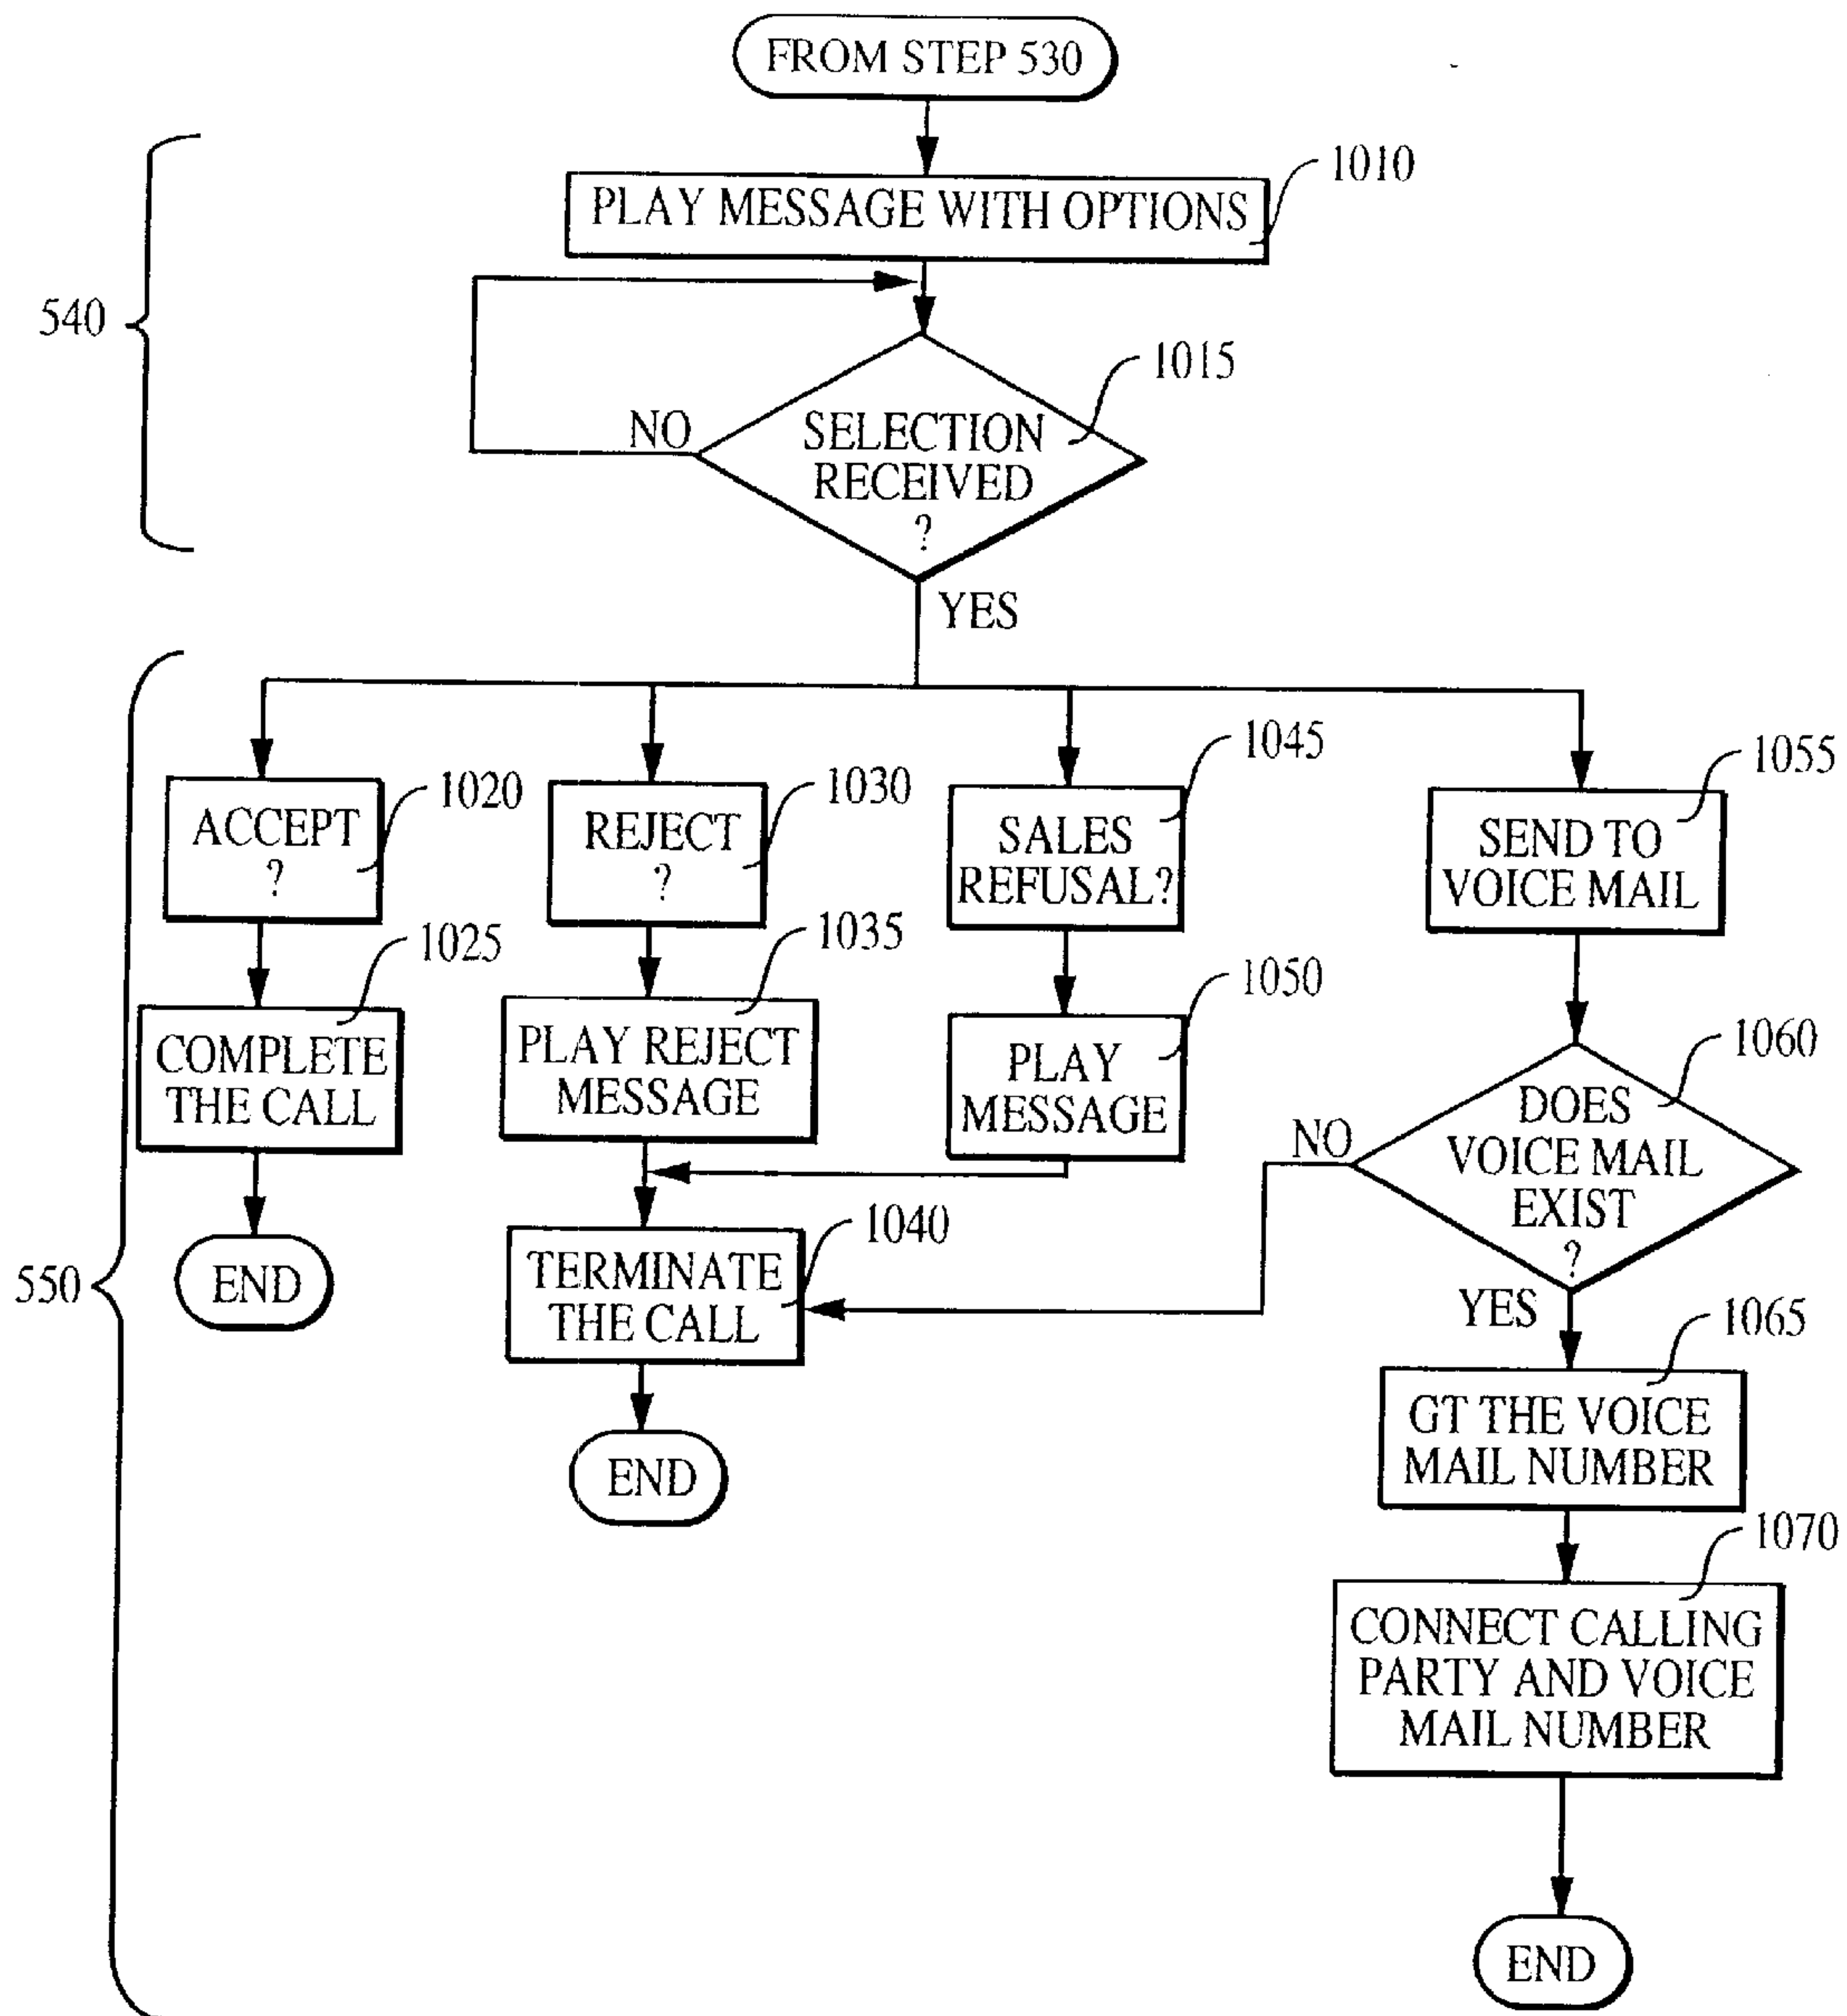 FROM STEP 530
1010
PLAY MESSAGE WITH OPTIONS
540
1015
NO
SELECTION
RECEIVED
?
YES
550
1020
ACCEPT
?
1025
COMPLETE
THE CALL
END
1030
REJECT
?
1035
PLAY REJECT
MESSAGE
1040
TERMINATE
THE CALL
END
1045
SALES
REFUSAL?
1050
PLAY
MESSAGE
1055
SEND TO
VOICE MAIL
1060
NO
DOES
VOICE MAIL
EXIST
?
YES
1065
GT THE VOICE
MAIL NUMBER
1070
CONNECT CALLING
PARTY AND VOICE
MAIL NUMBER
END